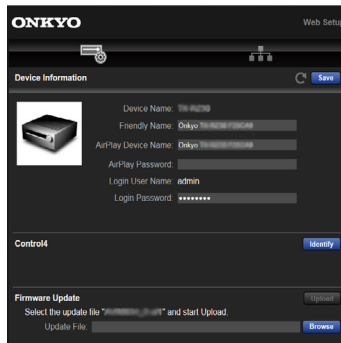 ONKYO
Web Setup
Device Information
Save
Device Name:
Friendly Name: Onkyo
AirPlay Device Name: Onkyo
AirPlay Password:
Login User Name: admin
Login Password: ••••••••
Control4
Identify
Firmware Update
Upload
Select the update file " " and start Upload.
Update File:
Browse